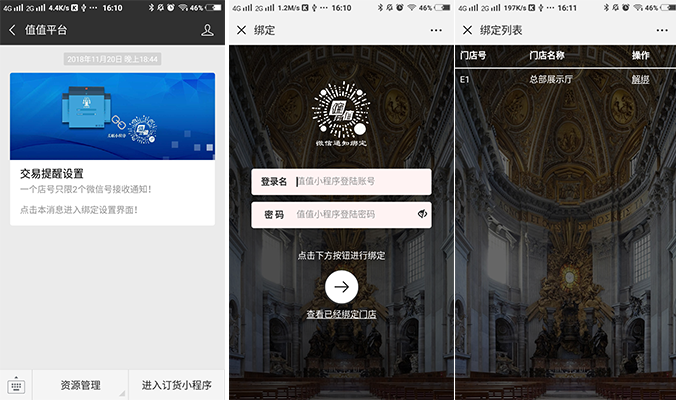 4G 2G 4.4K/s 16:10 46%
值值平台
2018年11月20日 晚上18:44
交易提醒设置
一个店号只限2个微信号接收通知！
点击本消息进入绑定设置界面！
资源管理
进入订货小程序
4G 2G 1.2M/s 16:10 46%
绑定
值值
微信通知绑定
登录名 值值小程序登陆账号
密 码 值值小程序登陆密码
点击下方按钮进行绑定
查看已经绑定门店
4G 2G 197K/s 16:11 46%
绑定列表
门店号 门店名称 操作
E1 总部展示厅 解绑